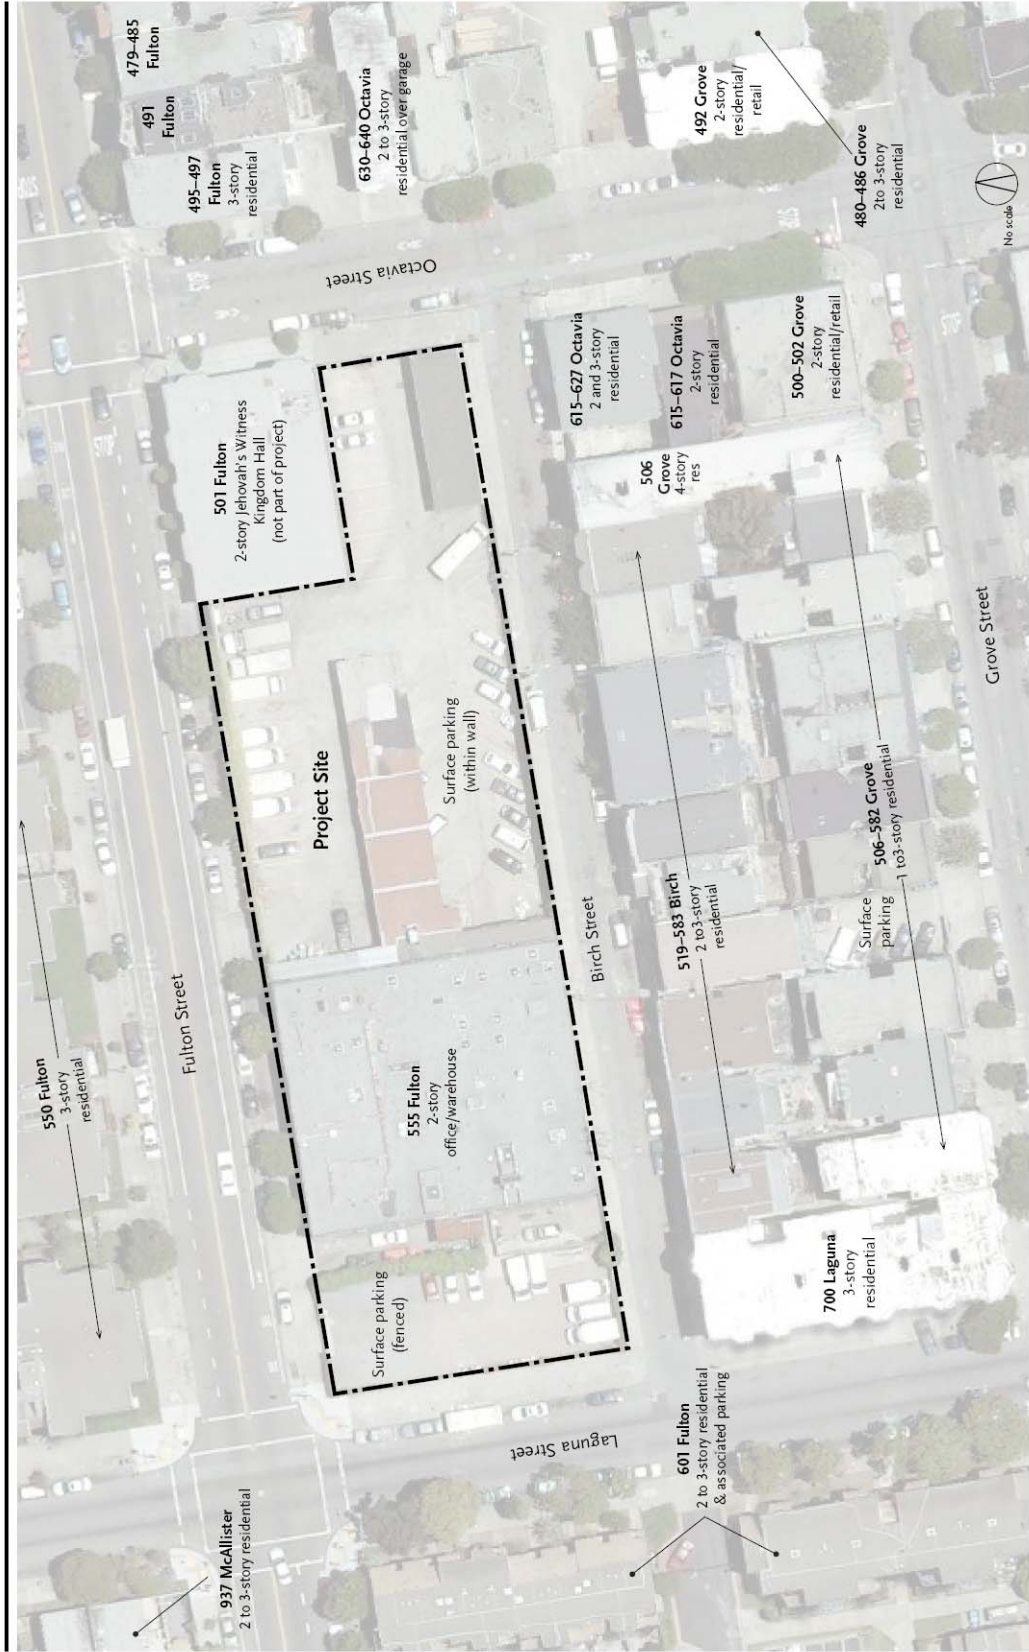 550 Fulton
3-story
residential
479–485
Fulton
491
Fulton
495–497
Fulton
3-story
residential
937 McAllister
2 to 3-story residential
Fulton Street
501 Fulton
2-story Jehovah's Witness
Kingdom Hall
(not part of project)
630–640 Octavia
2 to 3-story
residential over garage
Octavia Street
Project Site
Surface parking
(fenced)
555 Fulton
2-story
office/warehouse
Surface parking
(within wall)
Laguna Street
Birch Street
615–627 Octavia
2 and 3-story
residential
601 Fulton
2 to 3-story residential
& associated parking
519–583 Birch
2 to3-story
residential
506
Grove
4-story
res
615–617 Octavia
2-story
residential
492 Grove
2-story
residential/
retail
700 Laguna
3-story
residential
Surface
parking
506–582 Grove
1 to3-story residential
500–502 Grove
2-story
residential/retail
480–486 Grove
2to 3-story
residential
Grove Street
No scale